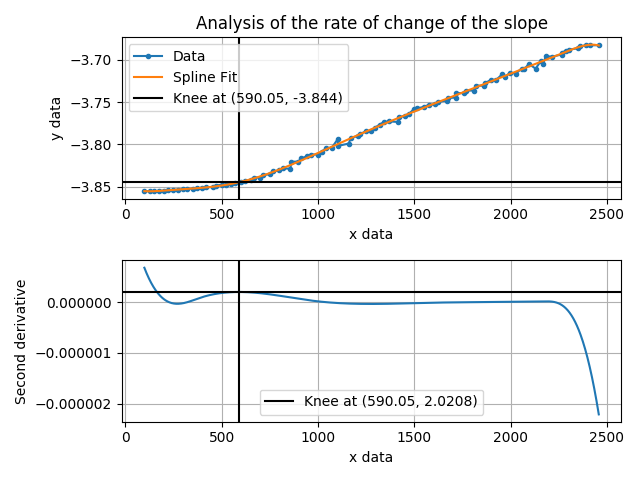 Analysis of the rate of change of the slope
Data
Spline Fit
Knee at (590.05, -3.844)
y data
−3.70
−3.75
−3.80
−3.85
0 500 1000 1500 2000 2500
x data
Second derivative
0.000000
−0.000001
−0.000002
Knee at (590.05, 2.0208)
0 500 1000 1500 2000 2500
x data